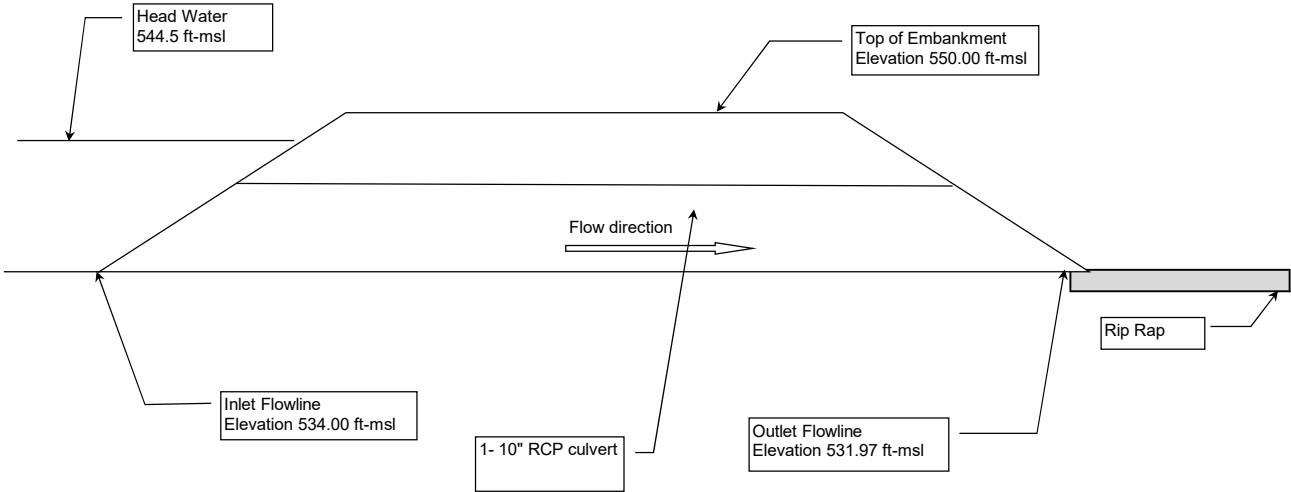 Head Water
544.5 ft-msl
Top of Embankment
Elevation 550.00 ft-msl
Flow direction
Rip Rap
Inlet Flowline
Elevation 534.00 ft-msl
1- 10" RCP culvert
Outlet Flowline
Elevation 531.97 ft-msl